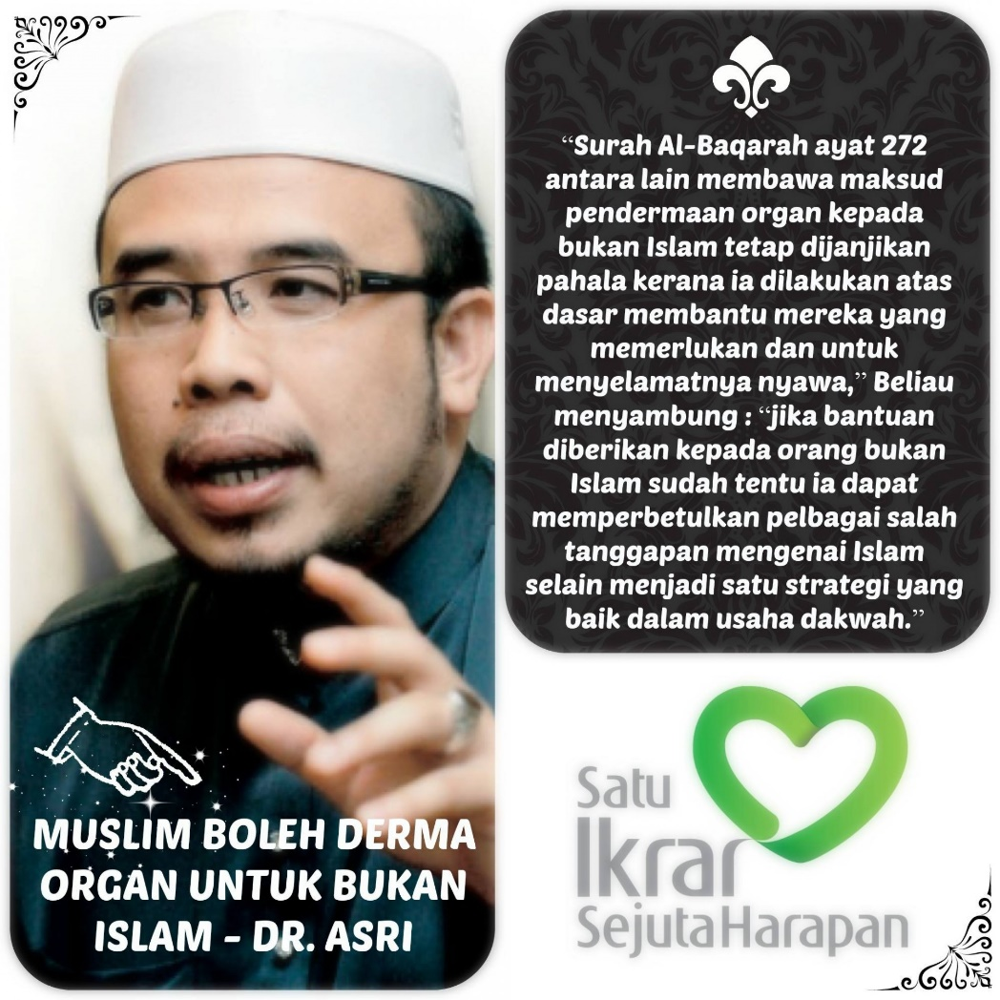 “Surah Al-Baqarah ayat 272
antara lain membawa maksud
pendermaan organ kepada
bukan Islam tetap dijanjikan
pahala kerana ia dilakukan atas
dasar membantu mereka yang
memerlukan dan untuk
menyelamatnya nyawa,” Beliau
menyambung : “jika bantuan
diberikan kepada orang bukan
Islam sudah tentu ia dapat
memperbetulkan pelbagai salah
tanggapan mengenai Islam
selain menjadi satu strategi yang
baik dalam usaha dakwah.”
MUSLIM BOLEH DERMA
ORGAN UNTUK BUKAN
ISLAM - DR. ASRI
Satu
Ikrar
SejutaHarapan